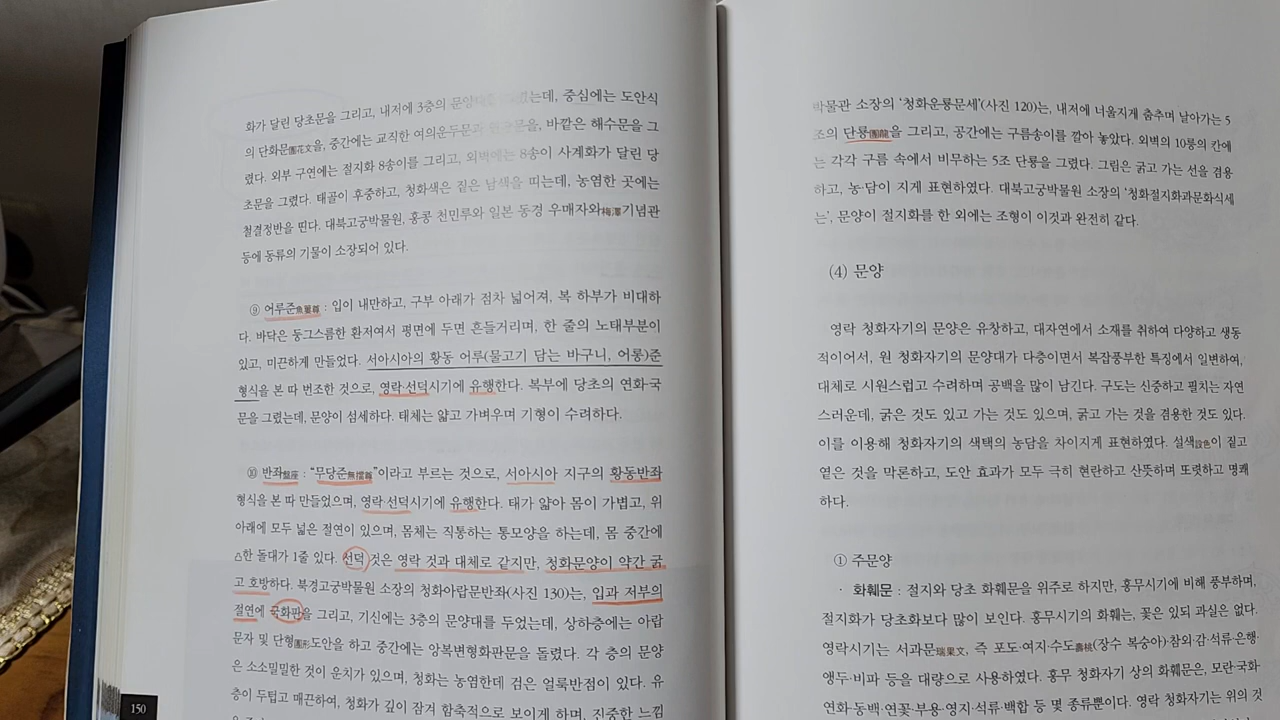 화가 달린 당초문을 그리고, 내저에 3층의 문양대를 두었는데, 중심에는 도안식
의 단화문團花文을, 중간에는 교직한 여의운두문과 을, 바깥은 해수문을 그
렸다. 외부 구연에는 절지화 8송이를 그리고, 외벽에는 8송이 사계화가 달린 당
초문을 그렸다. 태골이 후중하고, 청화색은 짙은 남색을 띠는데, 농염한 곳에는
철결정반을 띤다. 대북고궁박물원, 홍콩 천민루와 일본 동경 우매자와梅澤기념관
등에 동류의 기물이 소장되어 있다.
⑨ 어루준魚簍尊 : 입이 내만하고, 구부 아래가 점차 넓어져, 복 하부가 비대하
다. 바닥은 둥그스름한 환저여서 평면에 두면 흔들거리며, 한 줄의 노태부분이
있고, 미끈하게 만들었다. 서아시아의 황동 어루(물고기 담는 바구니, 어롱)준
형식을 본 따 번조한 것으로, 영락·선덕시기에 유행한다. 복부에 당초의 연화·국
문을 그렸는데, 문양이 섬세하다. 태체는 얇고 가벼우며 기형이 수려하다.
⑩ 반좌盤座 : “무당준無擋尊”이라고 부르는 것으로, 서아시아 지구의 황동반좌
형식을 본 따 만들었으며, 영락·선덕시기에 유행한다. 태가 얇아 몸이 가볍고, 위
아래에 모두 넓은 절연이 있으며, 몸체는 직통하는 통모양을 하는데, 몸 중간에
凸한 돌대가 1줄 있다. 선덕 것은 영락 것과 대체로 같지만, 청화문양이 약간 굵
고 호방하다. 북경고궁박물원 소장의 청화아랍문반좌(사진 130)는, 입과 저부의
절연에 국화판을 그리고, 기신에는 3층의 문양대를 두었는데, 상하층에는 아랍
문자 및 단형團形도안을 하고 중간에는 앙복변형화판문을 돌렸다. 각 층의 문양
은 소소밀밀한 것이 운치가 있으며, 청화는 농염한데 검은 얼룩반점이 있다. 유
층이 두텁고 매끈하여, 청화가 깊이 잠겨 함축적으로 보이게 하며, 진중한 느낌
150
박물관 소장의 ‘청화운룡문세’(사진 120)는, 내저에 너울지게 춤추며 날아가는 5
조의 단룡團龍을 그리고, 공간에는 구름송이를 깔아 놓았다. 외벽의 10릉의 칸에
는 각각 구름 속에서 비무하는 5조 단룡을 그렸다. 그림은 굵고 가는 선을 겸용
하고, 농·담이 지게 표현하였다. 대북고궁박물원 소장의 ‘청화절지화과문화식세
는’, 문양이 절지화를 한 외에는 조형이 이것과 완전히 같다.
(4) 문양
영락 청화자기의 문양은 유창하고, 대자연에서 소재를 취하여 다양하고 생동
적이어서, 원 청화자기의 문양대가 다층이면서 복잡풍부한 특징에서 일변하여,
대체로 시원스럽고 수려하며 공백을 많이 남긴다. 구도는 신중하고 필치는 자연
스러운데, 굵은 것도 있고 가는 것도 있으며, 굵고 가는 것을 겸용한 것도 있다.
이를 이용해 청화자기의 색택의 농담을 차이지게 표현하였다. 설색設色이 짙고
옅은 것을 막론하고, 도안 효과가 모두 극히 현란하고 산뜻하며 또렷하고 명쾌
하다.
① 주문양
· 화훼문 : 절지와 당초 화훼문을 위주로 하지만, 홍무시기에 비해 풍부하며,
절지화가 당초화보다 많이 보인다. 홍무시기의 화훼는, 꽃은 있되 과실은 없다.
영락시기에는 서과문瑞果文, 즉 포도·여지·수도壽桃(장수 복숭아)·참외·감·석류·은행·
앵두·비파 등을 대량으로 사용하였다. 홍무 청화자기 상의 화훼문은, 모란·국화·
연화·동백·연꽃·부용·영지·석류·백합 등 몇 종류뿐이다. 영락 청화자기는 위의 것